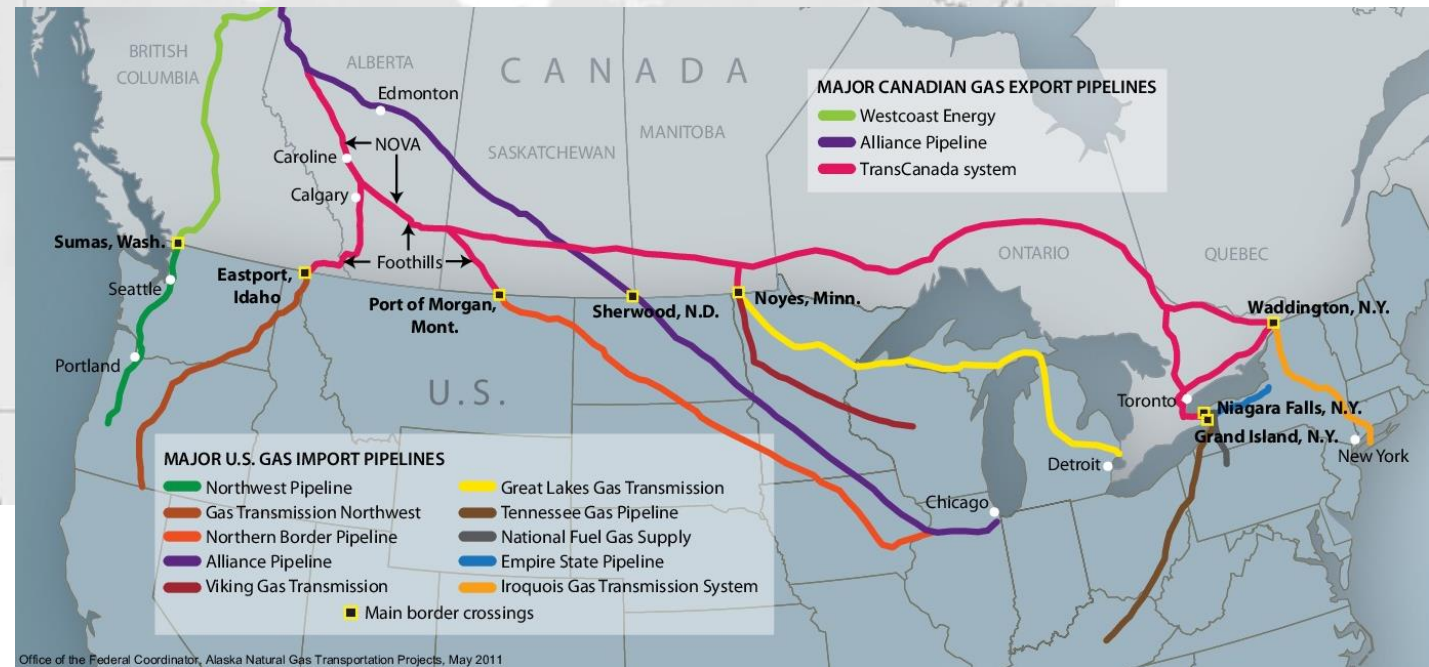 BRITISH
COLUMBIA
ALBERTA
CANADA
Edmonton
MANITOBA
SASKATCHEWAN
NOVA
Caroline
Calgary
MAJOR CANADIAN GAS EXPORT PIPELINES
Westcoast Energy
Alliance Pipeline
TransCanada system
Sumas, Wash.
Foothills
ONTARIO
QUEBEC
Eastport,
Idaho
Seattle
Port of Morgan,
Mont.
Sherwood, N.D.
Noyes, Minn.
Waddington, N.Y.
Portland
U.S.
Toronto
Niagara Falls, N.Y.
Grand Island, N.Y.
New York
Detroit
Chicago
MAJOR U.S. GAS IMPORT PIPELINES
Northwest Pipeline
Gas Transmission Northwest
Northern Border Pipeline
Alliance Pipeline
Viking Gas Transmission
Great Lakes Gas Transmission
Tennessee Gas Pipeline
National Fuel Gas Supply
Empire State Pipeline
Iroquois Gas Transmission System
Main border crossings
Office of the Federal Coordinator, Alaska Natural Gas Transportation Projects, May 2011